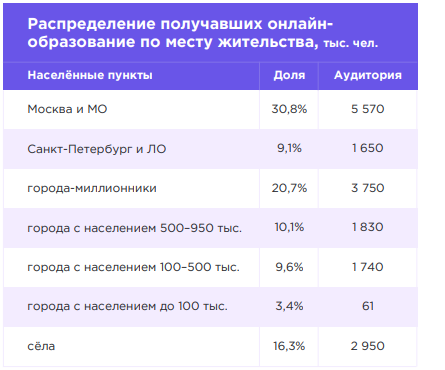 Распределение получавших онлайн-
образование по месту жительства, тыс. чел.
Населённые пункты Доля Аудитория
Москва и МО 30,8% 5 570
Санкт-Петербург и ЛО 9,1% 1 650
города-миллионники 20,7% 3 750
города с населением 500–950 тыс. 10,1% 1 830
города с населением 100–500 тыс. 9,6% 1 740
города с населением до 100 тыс. 3,4% 61
сёла 16,3% 2 950